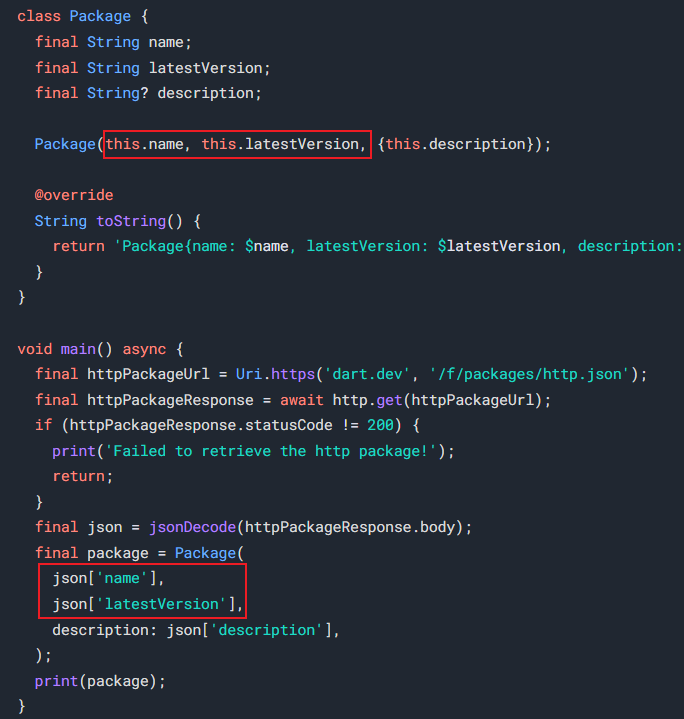 class Package {
  final String name;
  final String latestVersion;
  final String? description;

  Package(this.name, this.latestVersion, {this.description});

  @override
  String toString() {
    return 'Package{name: $name, latestVersion: $latestVersion, description:
  }
}

void main() async {
  final httpPackageUrl = Uri.https('dart.dev', '/f/packages/http.json');
  final httpPackageResponse = await http.get(httpPackageUrl);
  if (httpPackageResponse.statusCode != 200) {
    print('Failed to retrieve the http package!');
    return;
  }
  final json = jsonDecode(httpPackageResponse.body);
  final package = Package(
    json['name'],
    json['latestVersion'],
    description: json['description'],
  );
  print(package);
}